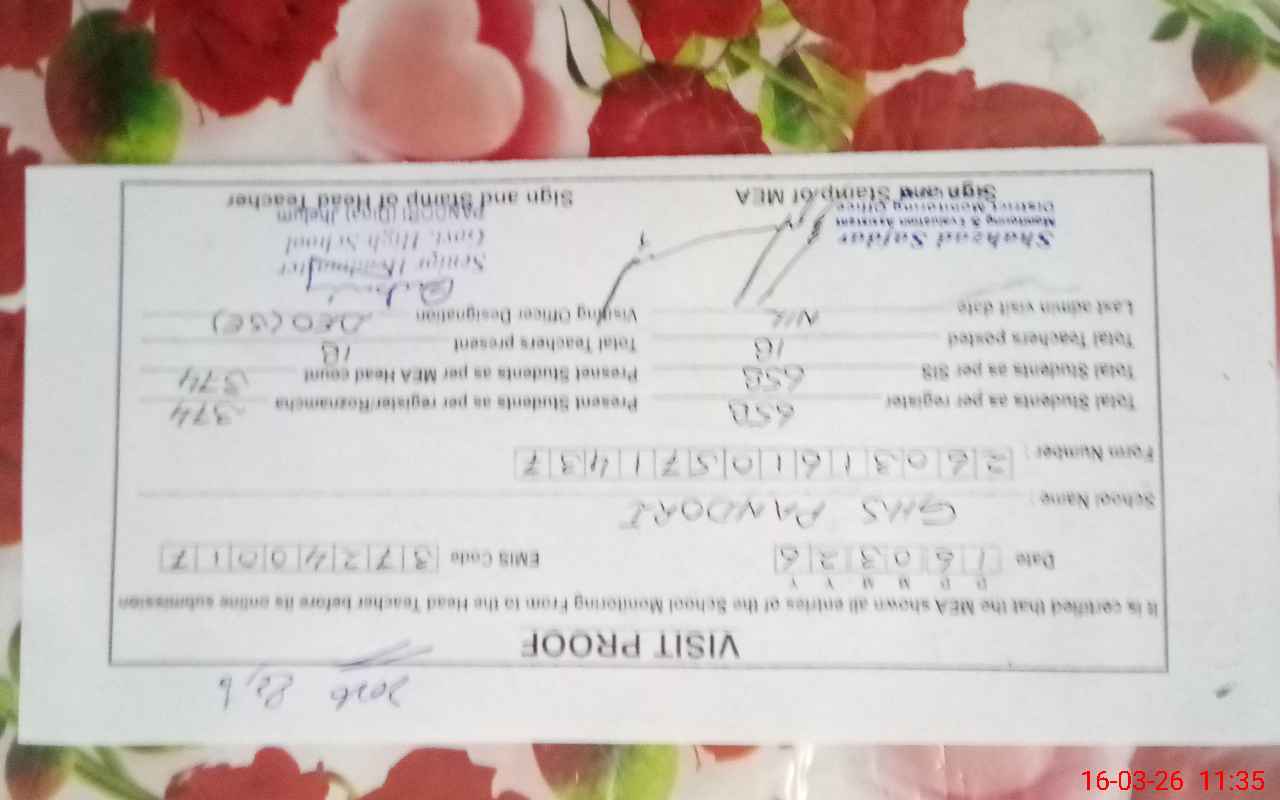 VISIT PROOF
It is certified that the MEA shown all entries of the School Monitoring From to the Head Teacher before its online submission
D D M M Y Y
Date 1 6 0 3 2 6 EMIS Code 3 7 2 4 0 0 1 7
School Name : GHS PANDORI
Form Number : 2 6 0 3 1 6 1 0 5 7 1 4 3 7
Total Students as per register 658 Present Students as per register/Roznamcha 374
Total Students as per SIS 658 Presnet Students as per MEA Head count 374
Total Teachers posted 18 Total Teachers present 18
Last admin visit date NIL Visiting Officer Designation DEO (SE)
Shaheed Safdar
Monitoring & Evaluation Assistant
District Monitoring Office
Sign and Stamp of MEA
Senior Headmaster
Govt. High School
PANDORI (Dina) Jhelum
Sign and Stamp of Head Teacher
16-03-26 11:35